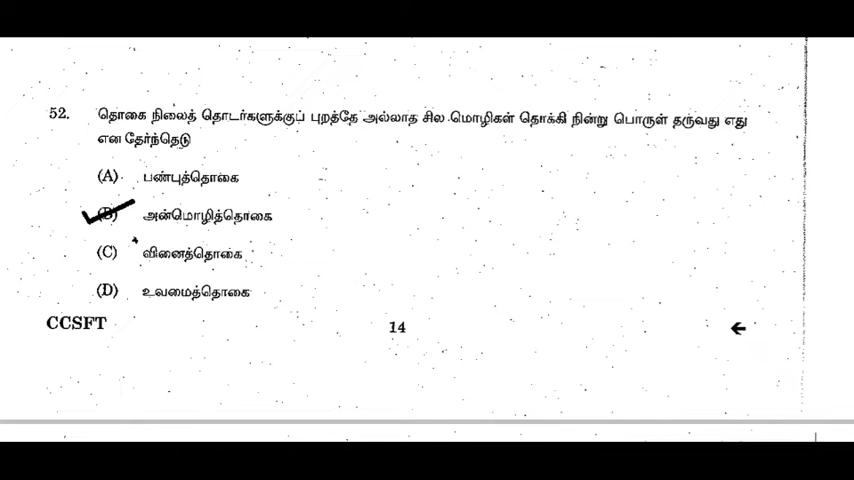 52. தொகை நிலைத் தொடர்களுக்குப் புறத்தே அல்லாத சில மொழிகள் தொக்கி நின்று பொருள் தருவது எது
என தேர்ந்தெடு
(A) பண்புத்தொகை
(B) அன்மொழித்தொகை
(C) வினைத்தொகை
(D) உவமைத்தொகை
CCSFT 14 ←